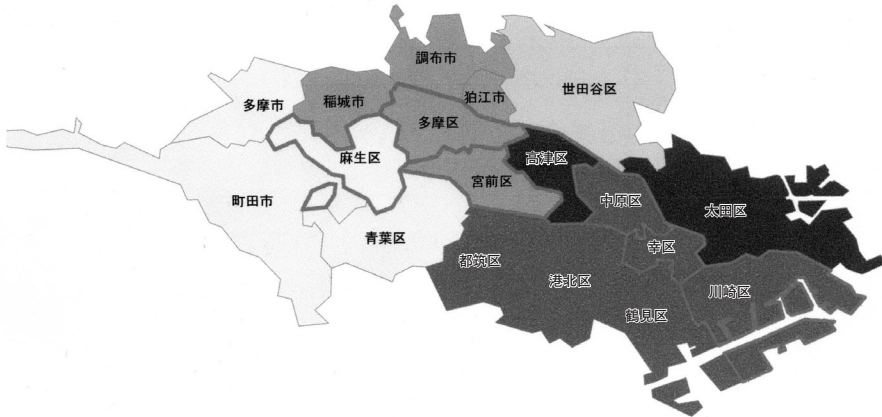 調布市
世田谷区
狛江市
稲城市
多摩市
多摩区
麻生区
高津区
宮前区
町田市
中原区
太田区
青葉区
幸区
都筑区
港北区
川崎区
鶴見区